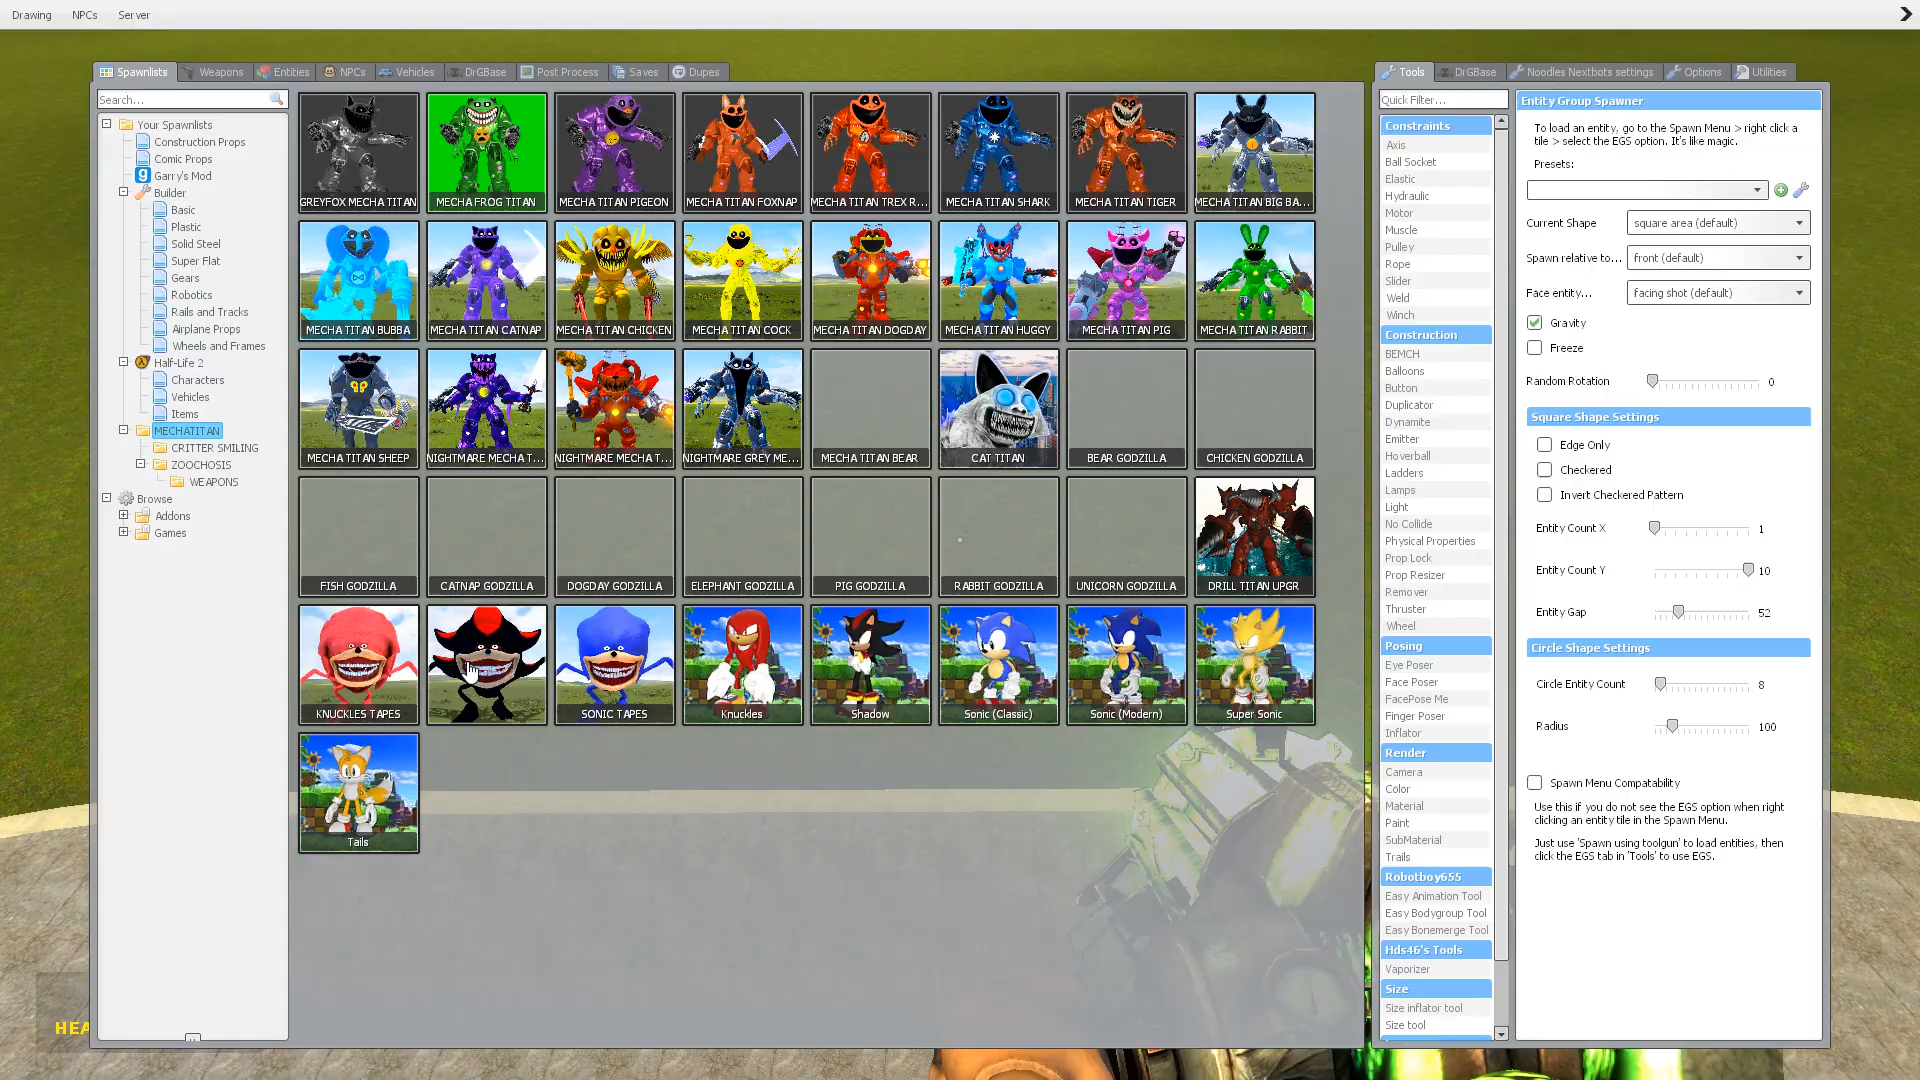 Drawing NPCs Server
Spawnlists Weapons Entities NPCs Vehicles DrGBase Post Process Saves Dupes
Search...
Your Spawnlists
Construction Props
Comic Props
Garry's Mod
Builder
Basic
Plastic
Solid Steel
Super Flat
Gears
Robotics
Rails and Tracks
Airplane Props
Wheels and Frames
Half-Life 2
Characters
Vehicles
Items
MECHATITAN
CRITTER SMILING
ZOOCHOSIS
WEAPONS
Browse
Addons
Games
GREYFOX MECHA TITAN MECHA FROG TITAN MECHA TITAN PIGEON MECHA TITAN FOXNAP MECHA TITAN TREX R... MECHA TITAN SHARK MECHA TITAN TIGER MECHA TITAN BIG BA...
MECHA TITAN BUBBA MECHA TITAN CATNAP MECHA TITAN CHICKEN MECHA TITAN COCK MECHA TITAN DOGDAY MECHA TITAN HUGGY MECHA TITAN PIG MECHA TITAN RABBIT
MECHA TITAN SHEEP NIGHTMARE MECHA T... NIGHTMARE MECHA T... NIGHTMARE GREY ME... MECHA TITAN BEAR CAT TITAN BEAR GODZILLA CHICKEN GODZILLA
FISH GODZILLA CATNAP GODZILLA DOGDAY GODZILLA ELEPHANT GODZILLA PIG GODZILLA RABBIT GODZILLA UNICORN GODZILLA DRILL TITAN UPGR
KNUCKLES TAPES SONIC TAPES Knuckles Shadow Sonic (Classic) Sonic (Modern) Super Sonic
Tails
HEA
Tools DrGBase Noodles Nextbots settings Options Utilities
Quick Filter...
Constraints
Axis
Ball Socket
Elastic
Hydraulic
Motor
Muscle
Pulley
Rope
Slider
Weld
Winch
Construction
BEMCH
Balloons
Button
Duplicator
Dynamite
Emitter
Hoverball
Ladders
Lamps
Light
No Collide
Physical Properties
Prop Lock
Prop Resizer
Remover
Thruster
Wheel
Posing
Eye Poser
Face Poser
FacePose Me
Finger Poser
Inflator
Render
Camera
Color
Material
Paint
SubMaterial
Trails
Robotboy655
Easy Animation Tool
Easy Bodygroup Tool
Easy Bonemerge Tool
Hds46's Tools
Vaporizer
Size
Size inflator tool
Size tool
Entity Group Spawner
To load an entity, go to the Spawn Menu > right click a
tile > select the EGS option. It's like magic.
Presets:
Current Shape square area (default)
Spawn relative to... front (default)
Face entity... facing shot (default)
Gravity
Freeze
Random Rotation 0
Square Shape Settings
Edge Only
Checkered
Invert Checkered Pattern
Entity Count X 1
Entity Count Y 10
Entity Gap 52
Circle Shape Settings
Circle Entity Count 8
Radius 100
Spawn Menu Compatability
Use this if you do not see the EGS option when right
clicking an entity tile in the Spawn Menu.
Just use 'Spawn using toolgun' to load entities, then
click the EGS tab in 'Tools' to use EGS.